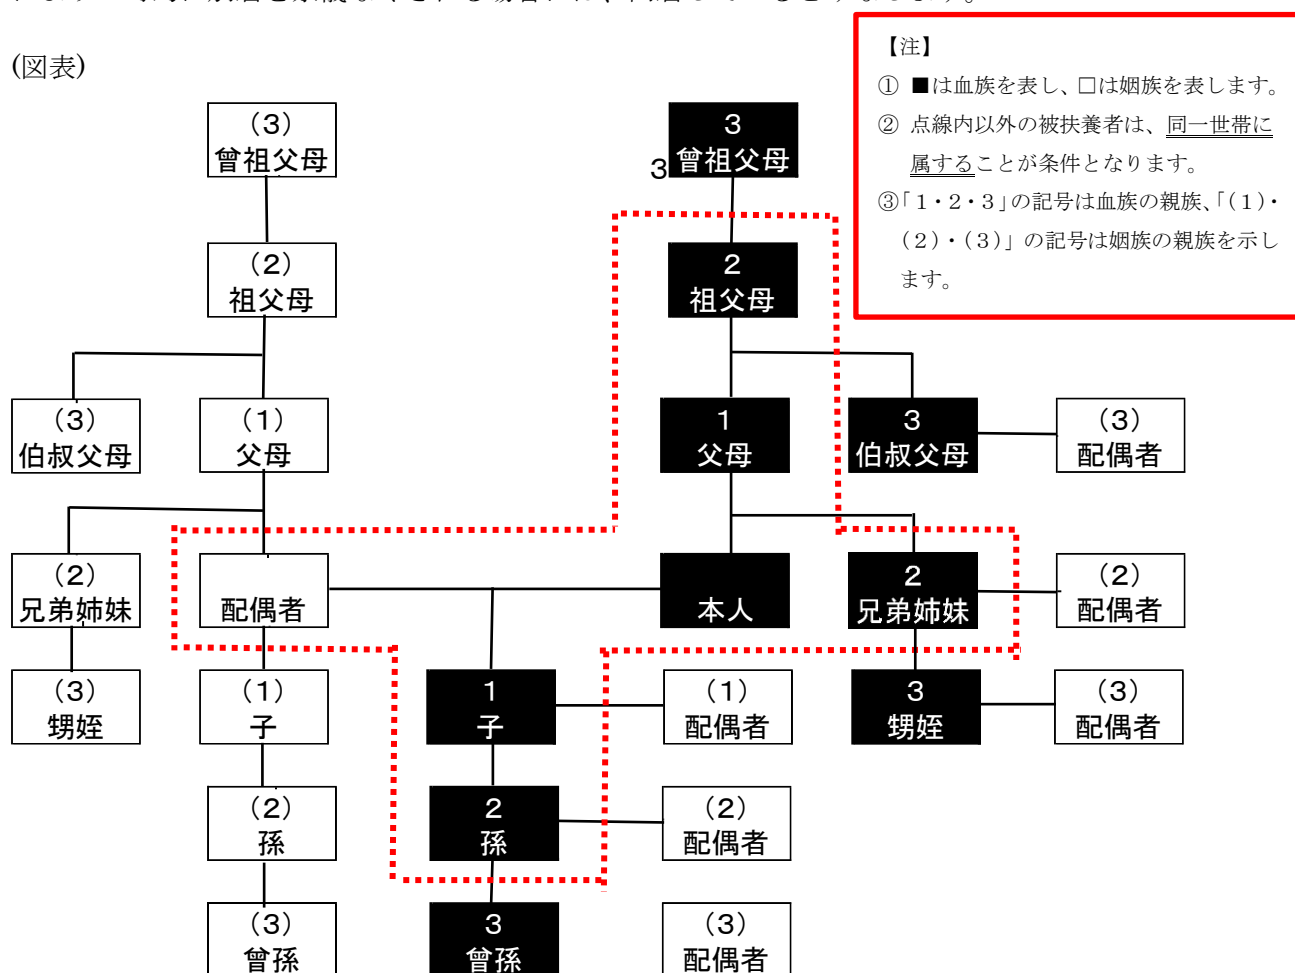 (図表)
【注】
① ■は血族を表し、□は姻族を表します。
② 点線内以外の被扶養者は、同一世帯に
属することが条件となります。
③「1・2・3」の記号は血族の親族、「(1)・
(2)・(3)」の記号は姻族の親族を示し
ます。
(3)
曾祖父母
3
3
曾祖父母
(2)
祖父母
2
祖父母
(3)
伯叔父母
(1)
父母
1
父母
3
伯叔父母
(3)
配偶者
(2)
兄弟姉妹
配偶者
本人
2
兄弟姉妹
(2)
配偶者
(3)
甥姪
(1)
子
1
子
(1)
配偶者
3
甥姪
(3)
配偶者
(2)
孫
2
孫
(2)
配偶者
(3)
曾孫
3
曾孫
(3)
配偶者